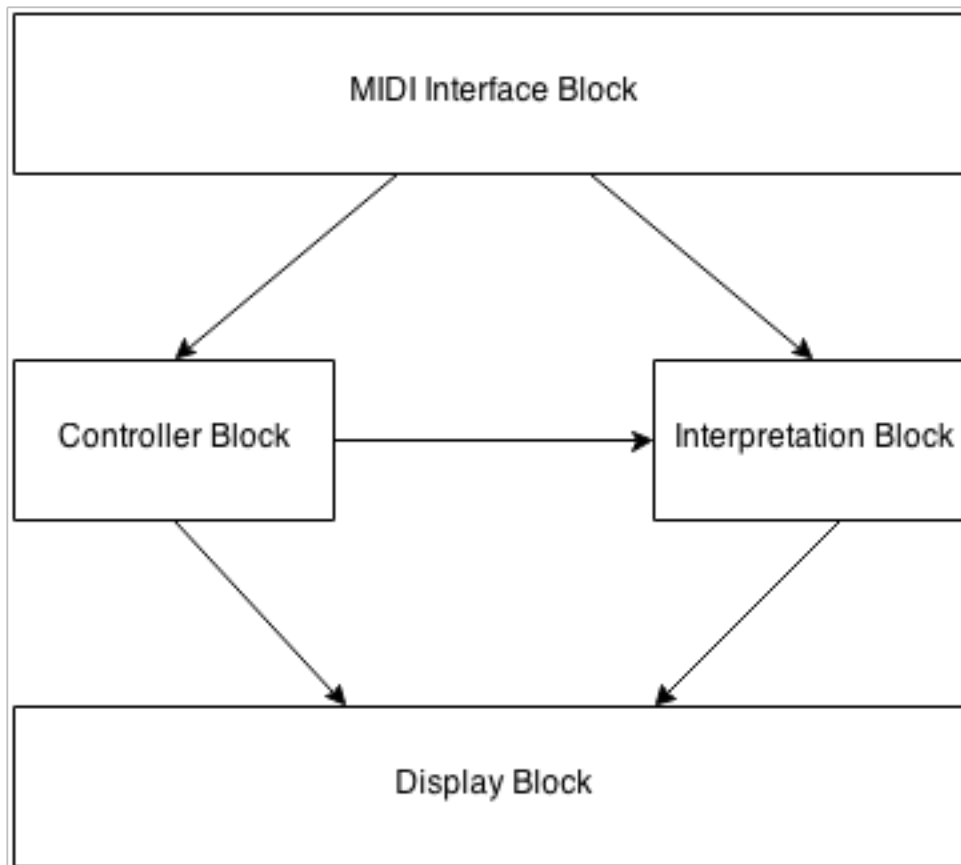 MIDI Interface Block
Controller Block
Interpretation Block
Display Block